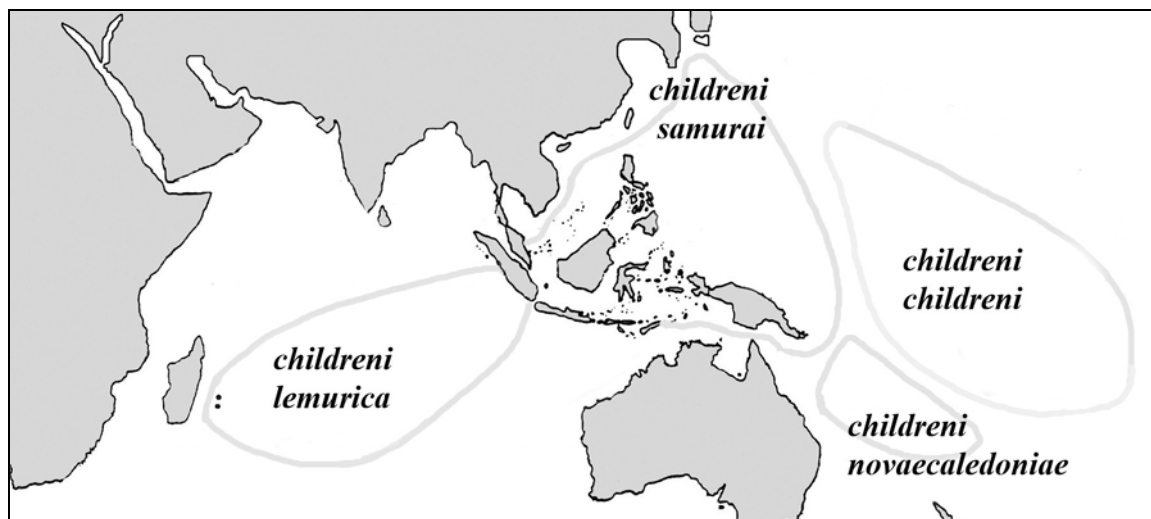 childreni
samurai
childreni
childreni
childreni
lemurica
childreni
novaecaledoniae